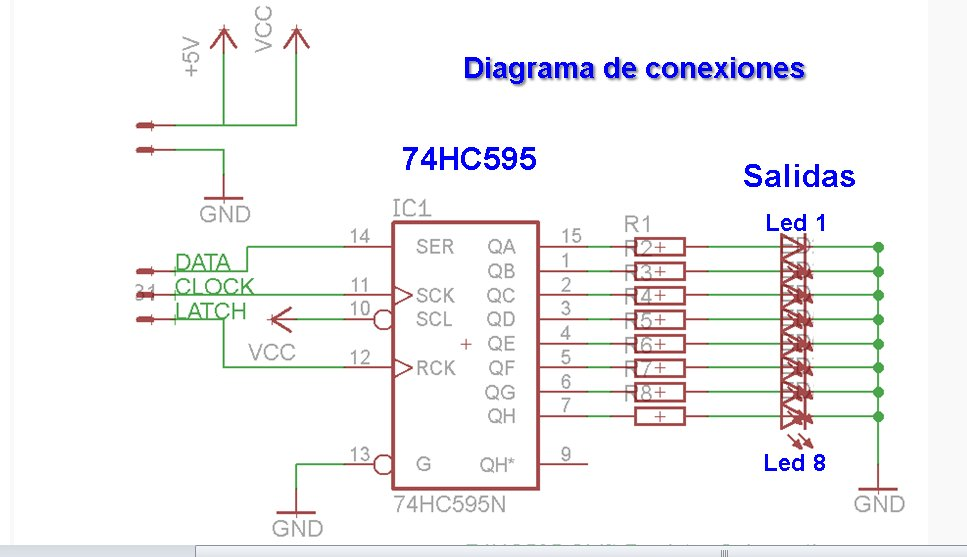 +5V
VCC
Diagrama de conexiones
74HC595
Salidas
GND
IC1
R1
Led 1
14
SER
QA
15
R2+
DATA
QB
1
R3+
CLOCK
11
SCK
QC
2
R4+
LATCH
10
SCL
QD
3
R5+
+
QE
4
R6+
VCC
12
RCK
QF
5
R7+
QG
6
R8+
QH
7
+
13
G
QH*
9
Led 8
74HC595N
GND
GND